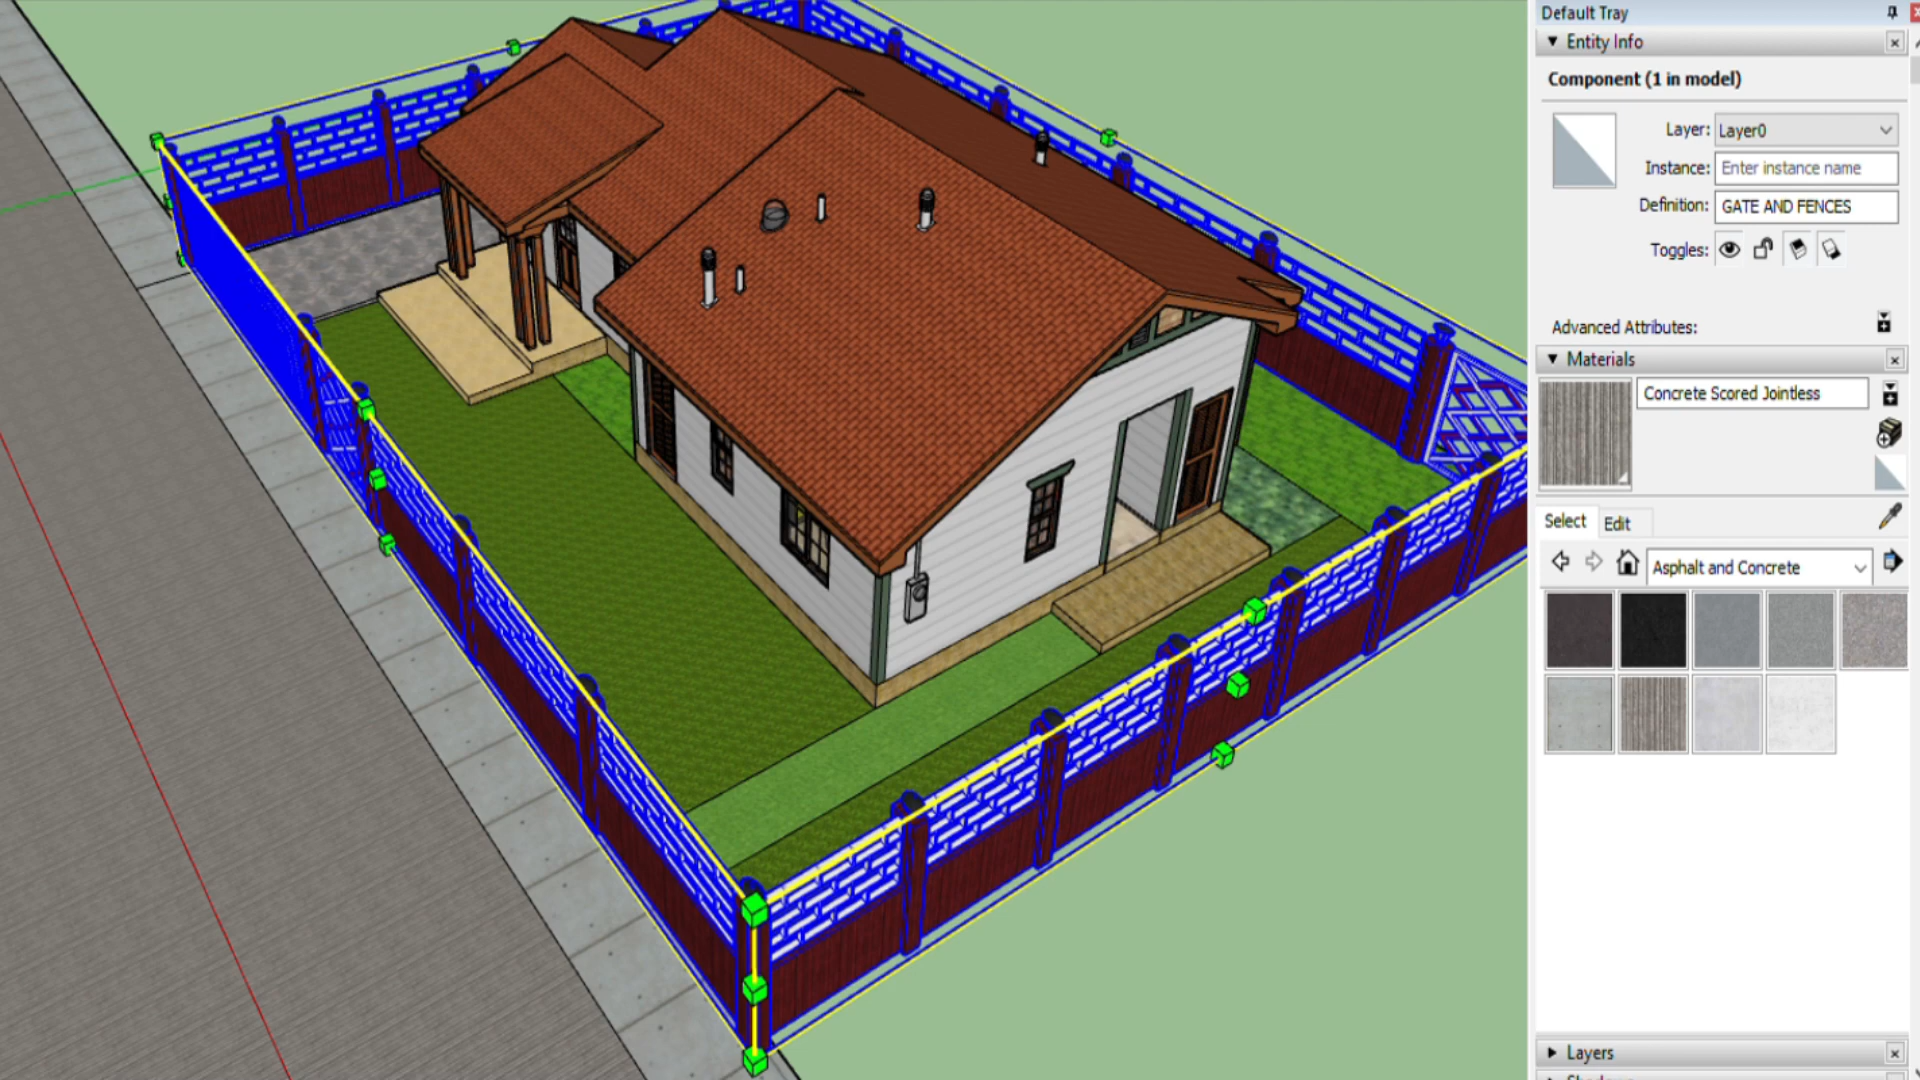 Default Tray
Entity Info
Component (1 in model)
Layer: Layer0
Instance: Enter instance name
Definition: GATE AND FENCES
Toggles:
Advanced Attributes:
Materials
Concrete Scored Jointless
Select Edit
Asphalt and Concrete
Layers